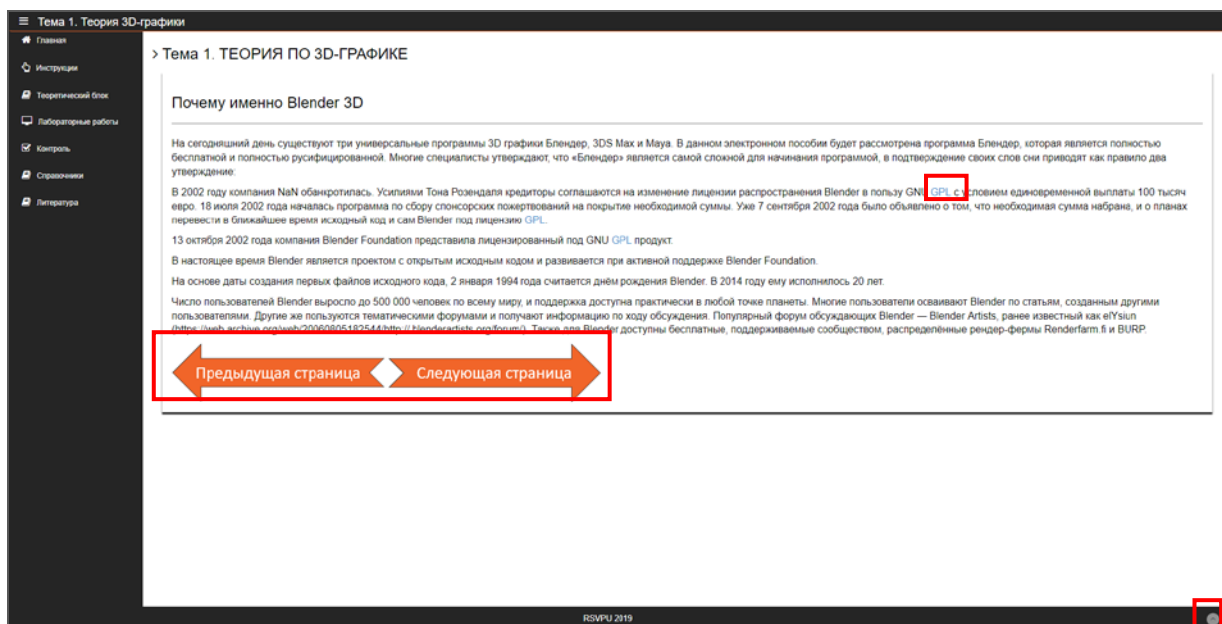 Тема 1. Теория 3D-графики
Главная
Инструкции
Теоретический блок
Лабораторные работы
Контроль
Справочники
Литература
Тема 1. ТЕОРИЯ ПО 3D-ГРАФИКЕ
Почему именно Blender 3D
На сегодняшний день существуют три универсальные программы 3D графики Блендер, 3DS Max и Maya. В данном электронном пособии будет рассмотрена программа Блендер, которая является полностью
бесплатной и полностью русифицированной. Многие специалисты утверждают, что «Блендер» является самой сложной для начинания программой, в подтверждение своих слов они приводят как правило два
утверждение:
В 2002 году компания NaN обанкротилась. Усилиями Тона Розендаля кредиторы соглашаются на изменение лицензии распространения Blender в пользу GNU GPL с условием единовременной выплаты 100 тысяч
евро. 18 июля 2002 года началась программа по сбору спонсорских пожертвований на покрытие необходимой суммы. Уже 7 сентября 2002 года было объявлено о том, что необходимая сумма набрана, и о планах
перевести в ближайшее время исходный код и сам Blender под лицензию GPL.
13 октября 2002 года компания Blender Foundation представила лицензированный под GNU GPL продукт.
В настоящее время Blender является проектом с открытым исходным кодом и развивается при активной поддержке Blender Foundation.
На основе даты создания первых файлов исходного кода, 2 января 1994 года считается днём рождения Blender. В 2014 году ему исполнилось 20 лет.
Число пользователей Blender выросло до 500 000 человек по всему миру, и поддержка доступна практически в любой точке планеты. Многие пользователи осваивают Blender по статьям, созданным другими
пользователями. Другие же пользуются тематическими форумами и получают информацию по ходу обсуждения. Популярный форум обсуждающих Blender — Blender Artists, ранее известный как elYsiun
(https://web.archive.org/web/20060805182544/http:// blenderartists.org/forum/). Также для Blender доступны бесплатные, поддерживаемые сообществом, распределённые рендер-фермы Renderfarm.fi и BURP.
Предыдущая страница
Следующая страница
RSVPU 2019